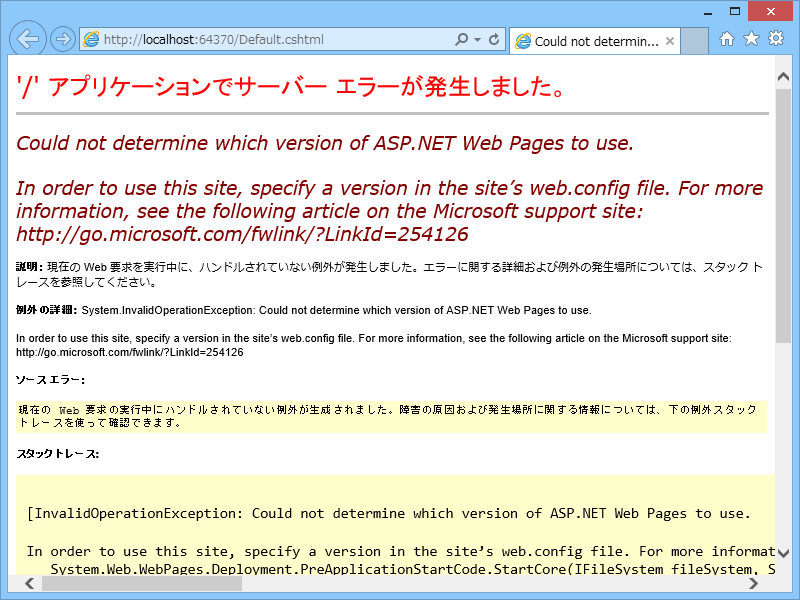 http://localhost:64370/Default.cshtml
Could not determin...
'/' アプリケーションでサーバー エラーが発生しました。
Could not determine which version of ASP.NET Web Pages to use.
In order to use this site, specify a version in the site’s web.config file. For more
information, see the following article on the Microsoft support site:
http://go.microsoft.com/fwlink/?LinkId=254126
説明: 現在の Web 要求を実行中に、ハンドルされていない例外が発生しました。エラーに関する詳細および例外の発生場所については、スタック ト
レースを参照してください。
例外の詳細: System.InvalidOperationException: Could not determine which version of ASP.NET Web Pages to use.
In order to use this site, specify a version in the site’s web.config file. For more information, see the following article on the Microsoft support site:
http://go.microsoft.com/fwlink/?LinkId=254126
ソース エラー:
現在の Web 要求の実行中にハンドルされていない例外が生成されました。障害の原因および発生場所に関する情報については、下の例外スタック
トレースを使って確認できます。
スタック トレース:
[InvalidOperationException: Could not determine which version of ASP.NET Web Pages to use.
In order to use this site, specify a version in the site’s web.config file. For more informat
System.Web.WebPages.Deployment.PreApplicationStartCode.StartCore(IFileSystem fileSystem, S